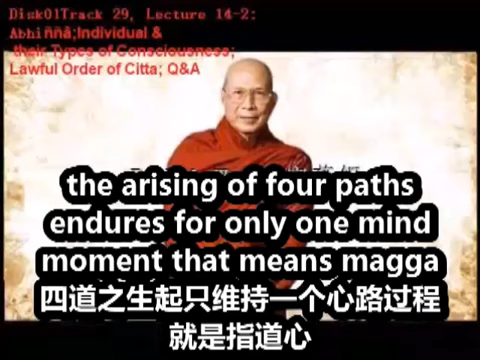 Disk01Track 29, Lecture 14-2:
Abhiññā;Individual &
their Types of Consciousness;
Lawful Order of Citta; Q&A
the arising of four paths
endures for only one mind
moment that means magga
四道之生起只维持一个心路过程
就是指道心